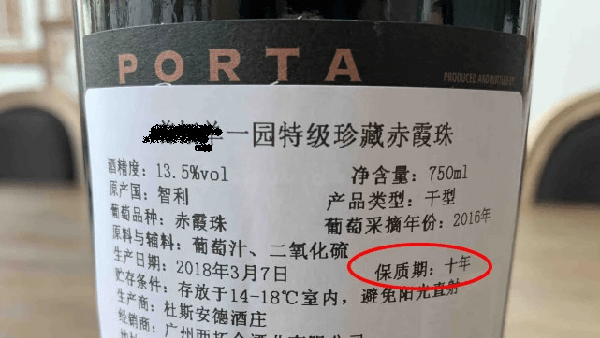 PORTA
PRODUCED AND BOTTLED BY
一园特级珍藏赤霞珠
酒精度：13.5%vol 净含量：750ml
原产国：智利 产品类型：干型
葡萄品种：赤霞珠 葡萄采摘年份：2016年
原料与辅料：葡萄汁、二氧化硫
生产日期：2018年3月7日 保质期：十年
贮存条件：存放于14-18℃室内，避免阳光直射
生产商：杜斯安德酒庄
经销商：广州